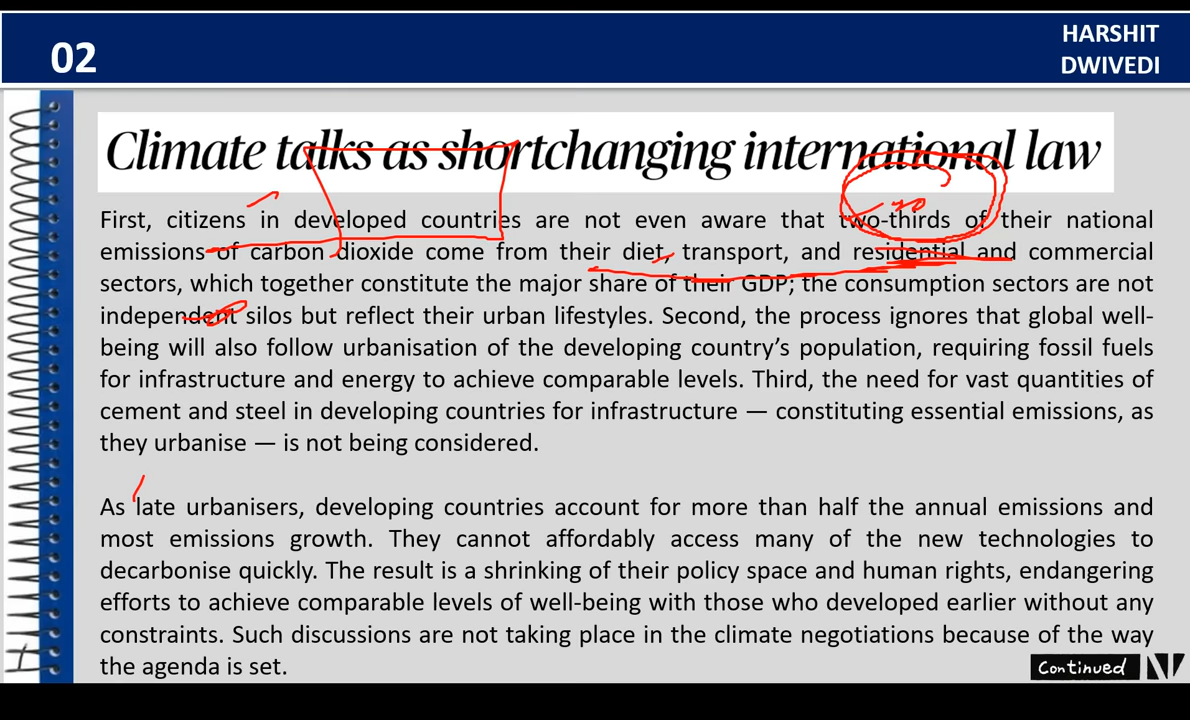 02
HARSHIT
DWIVEDI
Climate talks as shortchanging international law
First, citizens in developed countries are not even aware that two-thirds of their national
emissions of carbon dioxide come from their diet, transport, and residential and commercial
sectors, which together constitute the major share of their GDP; the consumption sectors are not
independent silos but reflect their urban lifestyles. Second, the process ignores that global well-
being will also follow urbanisation of the developing country’s population, requiring fossil fuels
for infrastructure and energy to achieve comparable levels. Third, the need for vast quantities of
cement and steel in developing countries for infrastructure — constituting essential emissions, as
they urbanise — is not being considered.
As late urbanisers, developing countries account for more than half the annual emissions and
most emissions growth. They cannot affordably access many of the new technologies to
decarbonise quickly. The result is a shrinking of their policy space and human rights, endangering
efforts to achieve comparable levels of well-being with those who developed earlier without any
constraints. Such discussions are not taking place in the climate negotiations because of the way
the agenda is set.
Continued